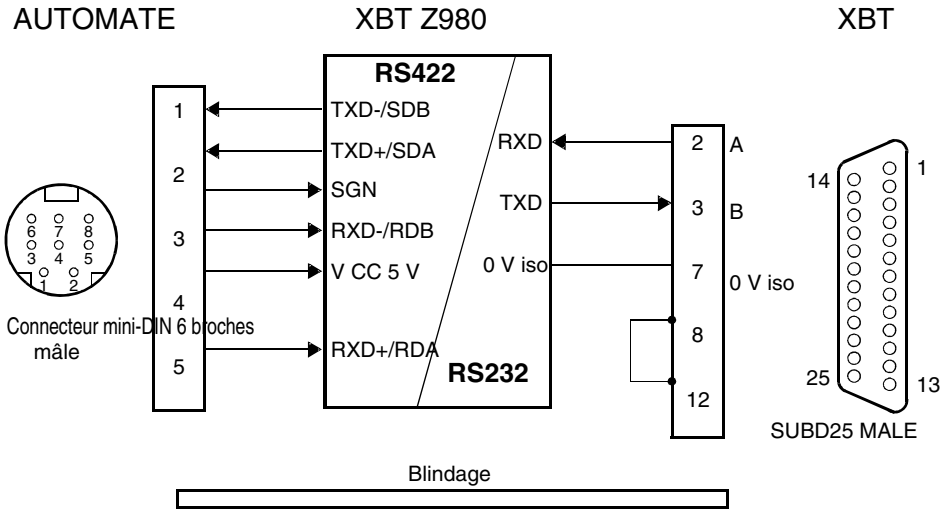 AUTOMATE XBT Z980 XBT
RS422
1 TXD-/SDB
TXD+/SDA RXD 2 A
2 SGN
14 1
TXD 3 B
3 RXD-/RDB
6 7 8
3 4 5
1 2
V CC 5 V 0 V iso 7 0 V iso
4
Connecteur mini-DIN 6 broches
mâle
5 RXD+/RDA
8
RS232
12
25 13
SUBD25 MALE
Blindage